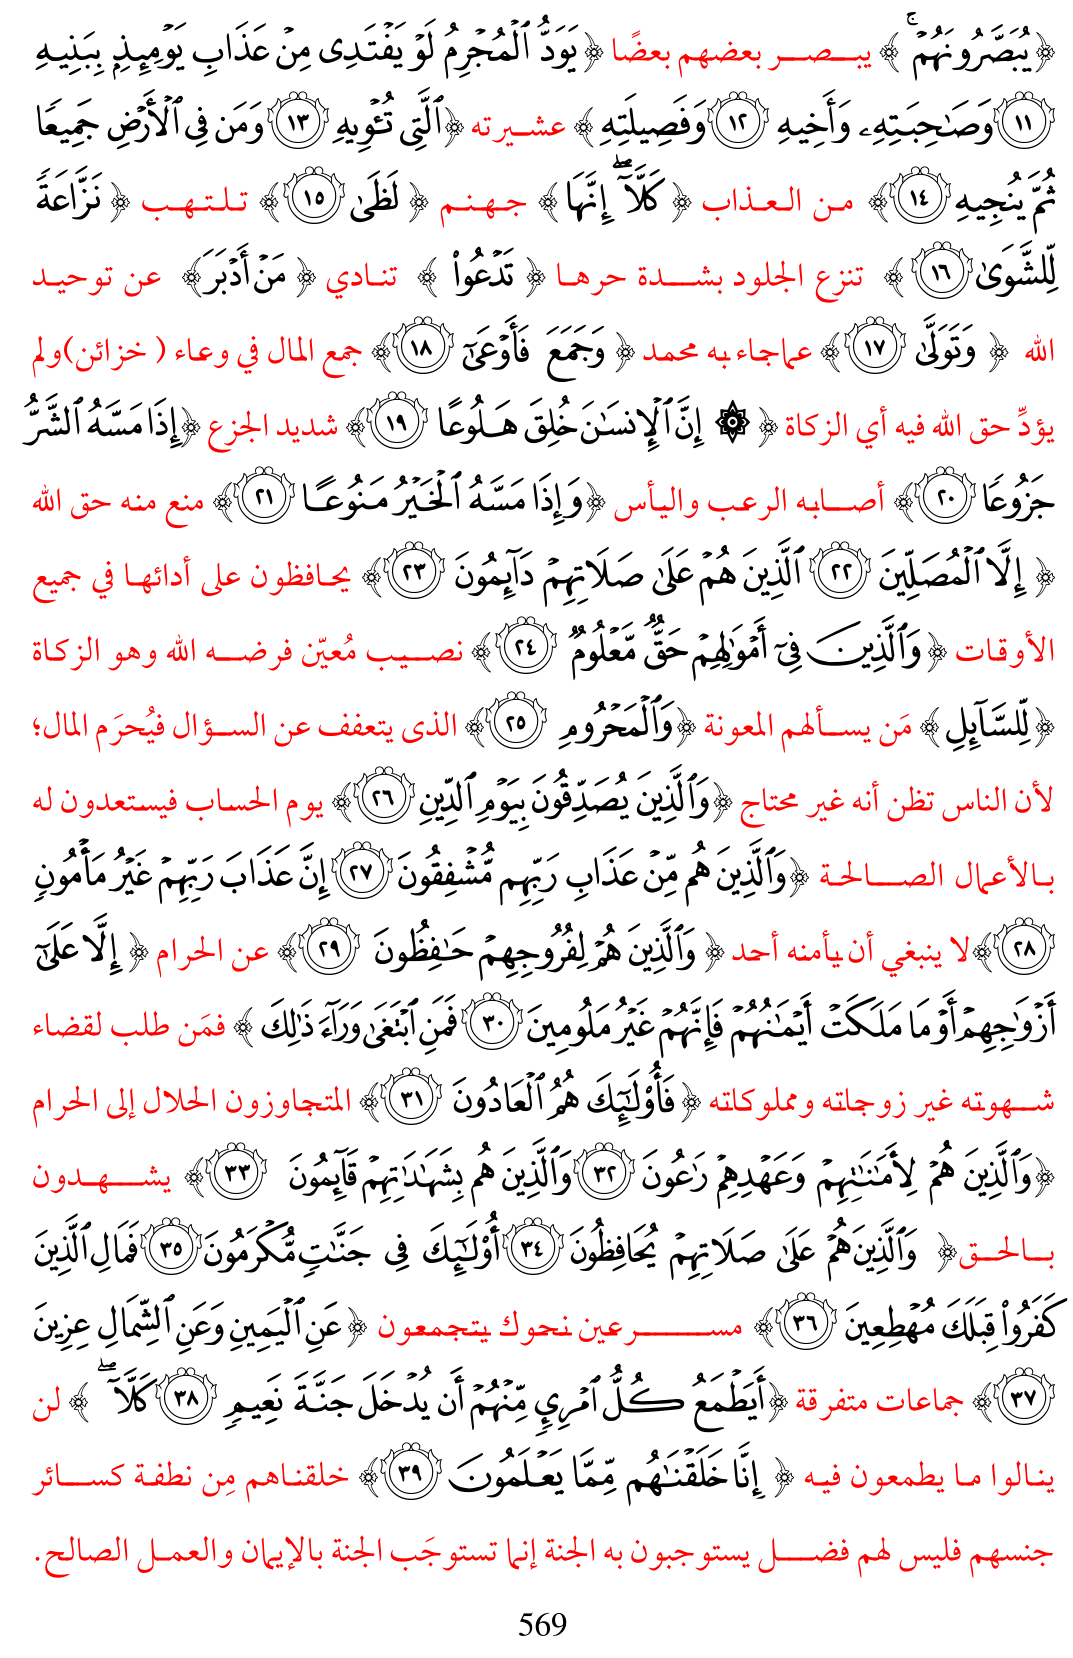 ﴿يُبَصَّرُونَهُمۡۚ ﴾ يبصر بعضهم بعضًا ﴿يَوَدُّ ٱلۡمُجۡرِمُ لَوۡ يَفۡتَدِى مِنۡ عَذَابِ يَوۡمِئِذِۭ بِبَنِيهِ
١١ وَصَٰحِبَتِهِۦ وَأَخِيهِ ١٢ وَفَصِيلَتِهِ﴾ عشيرته ﴿ٱلَّتِى تُـٔۡوِيهِ ١٣ وَمَن فِى ٱلۡأَرۡضِ جَمِيعٗا
ثُمَّ يُنجِيهِ ١٤﴾ من العذاب ﴿كَلَّآۖ إِنَّهَا﴾ جهنم ﴿لَظَىٰ ١٥﴾ تلتهب ﴿نَزَّاعَةٗ
لِّلشَّوَىٰ ١٦﴾ تنزع الجلود بشدة حرها ﴿تَدۡعُواْ ﴾ تنادي ﴿مَنۡ أَدۡبَرَ﴾ عن توحيد
الله ﴿وَتَوَلَّىٰ ١٧﴾ عماجاء به محمد ﴿وَجَمَعَ فَأَوۡعَىٰٓ ١٨﴾ جمع المال في وعاء ( خزائن)ولم
يؤدِّ حق الله فيه أي الزكاة ﴿۞ إِنَّ ٱلۡإِنسَٰنَ خُلِقَ هَلُوعًا ١٩﴾ شديد الجزع ﴿إِذَا مَسَّهُ ٱلشَّرُّ
جَزُوعٗا ٢٠﴾ أصابه الرعب واليأس ﴿وَإِذَا مَسَّهُ ٱلۡخَيۡرُ مَنُوعًا ٢١﴾ منع منه حق الله
﴿إِلَّا ٱلۡمُصَلِّينَ ٢٢ ٱلَّذِينَ هُمۡ عَلَىٰ صَلَاتِهِمۡ دَآئِمُونَ ٢٣﴾ يحافظون على أدائها في جميع
الأوقات ﴿وَٱلَّذِينَ فِىٓ أَمۡوَٰلِهِمۡ حَقّٞ مَّعۡلُومٞ ٢٤﴾ نصيب مُعيّن فرضه الله وهو الزكاة
﴿لِّلسَّآئِلِ﴾ مَن يسألهم المعونة ﴿وَٱلۡمَحۡرُومِ ٢٥﴾ الذى يتعفف عن السؤال فيُحرَم المال؛
لأن الناس تظن أنه غير محتاج ﴿وَٱلَّذِينَ يُصَدِّقُونَ بِيَوۡمِ ٱلدِّينِ ٢٦﴾ يوم الحساب فيستعدون له
بالأعمال الصالحة ﴿وَٱلَّذِينَ هُم مِّنۡ عَذَابِ رَبِّهِم مُّشۡفِقُونَ ٢٧ إِنَّ عَذَابَ رَبِّهِمۡ غَيۡرُ مَأۡمُونٖ
٢٨﴾لا ينبغي أن يأمنه أحد ﴿وَٱلَّذِينَ هُمۡ لِفُرُوجِهِمۡ حَٰفِظُونَ ٢٩﴾ عن الحرام ﴿إِلَّا عَلَىٰٓ
أَزۡوَٰجِهِمۡ أَوۡ مَا مَلَكَتۡ أَيۡمَٰنُهُمۡ فَإِنَّهُمۡ غَيۡرُ مَلُومِينَ ٣٠ فَمَنِ ٱبۡتَغَىٰ وَرَآءَ ذَٰلِكَ ﴾ فمَن طلب لقضاء
شهوته غير زوجاته ومملوكاته ﴿فَأُوْلَٰٓئِكَ هُمُ ٱلۡعَادُونَ ٣١﴾ المتجاوزون الحلال إلى الحرام
﴿وَٱلَّذِينَ هُمۡ لِأَمَٰنَٰتِهِمۡ وَعَهۡدِهِمۡ رَٰعُونَ ٣٢ وَٱلَّذِينَ هُم بِشَهَٰدَٰتِهِمۡ قَآئِمُونَ ٣٣﴾ يشهدون
بالحق﴿ وَٱلَّذِينَ هُمۡ عَلَىٰ صَلَاتِهِمۡ يُحَافِظُونَ ٣٤ أُوْلَٰٓئِكَ فِى جَنَّٰتٖ مُّكۡرَمُونَ ٣٥ فَمَالِ ٱلَّذِينَ
كَفَرُواْ قِبَلَكَ مُهۡطِعِينَ ٣٦﴾ مسرعين نحوك يتجمعون ﴿عَنِ ٱلۡيَمِينِ وَعَنِ ٱلشِّمَالِ عِزِينَ
٣٧﴾ جماعات متفرقة ﴿أَيَطۡمَعُ كُلُّ ٱمۡرِيٕٖ مِّنۡهُمۡ أَن يُدۡخَلَ جَنَّةَ نَعِيمٖ ٣٨ كَلَّآۖ ﴾ لن
ينالوا ما يطمعون فيه ﴿إِنَّا خَلَقۡنَٰهُم مِّمَّا يَعۡلَمُونَ ٣٩﴾ خلقناهم مِن نطفة كسائر
جنسهم فليس لهم فضل يستوجبون به الجنة إنما تستوجَب الجنة بالإيمان والعمل الصالح.
569